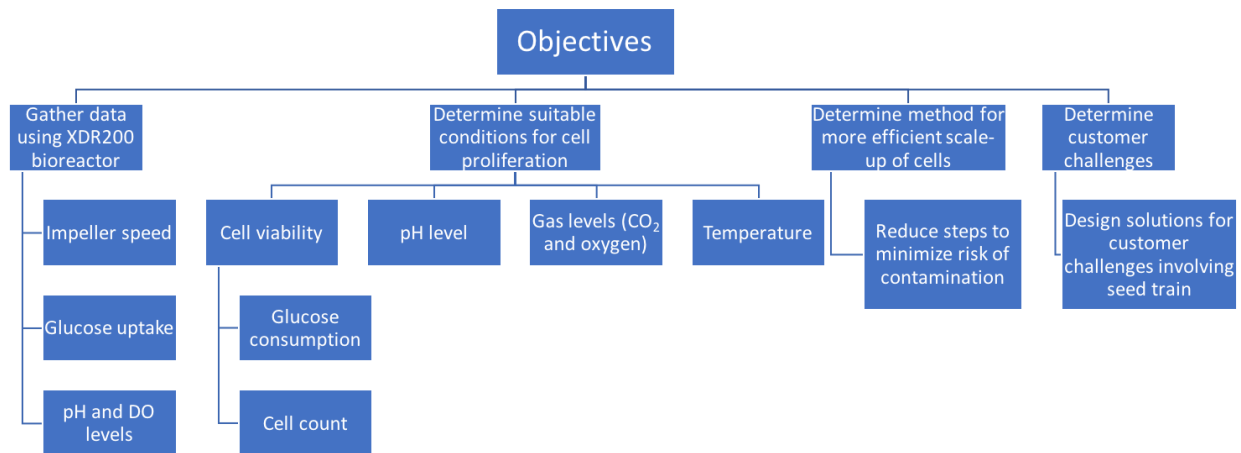 Objectives
Gather data
using XDR200
bioreactor
Determine suitable
conditions for cell
proliferation
Determine method for
more efficient scale-
up of cells
Determine
customer
challenges
Impeller speed
Cell viability
pH level
Gas levels (CO₂
and oxygen)
Temperature
Reduce steps to
minimize risk of
contamination
Design solutions for
customer
challenges involving
seed train
Glucose uptake
Glucose
consumption
pH and DO
levels
Cell count